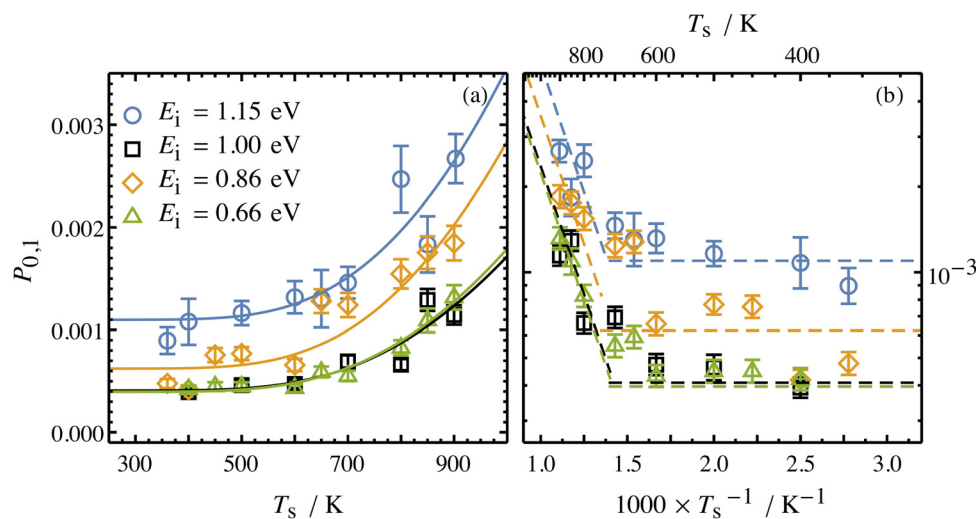 T_s / K
800 600 400
(a) (b)
E_i = 1.15 eV
E_i = 1.00 eV
E_i = 0.86 eV
E_i = 0.66 eV
P_0,1
0.003
0.002
0.001
0.000
10^-3
300 500 700 900
1.0 1.5 2.0 2.5 3.0
T_s / K
1000 × T_s^-1 / K^-1